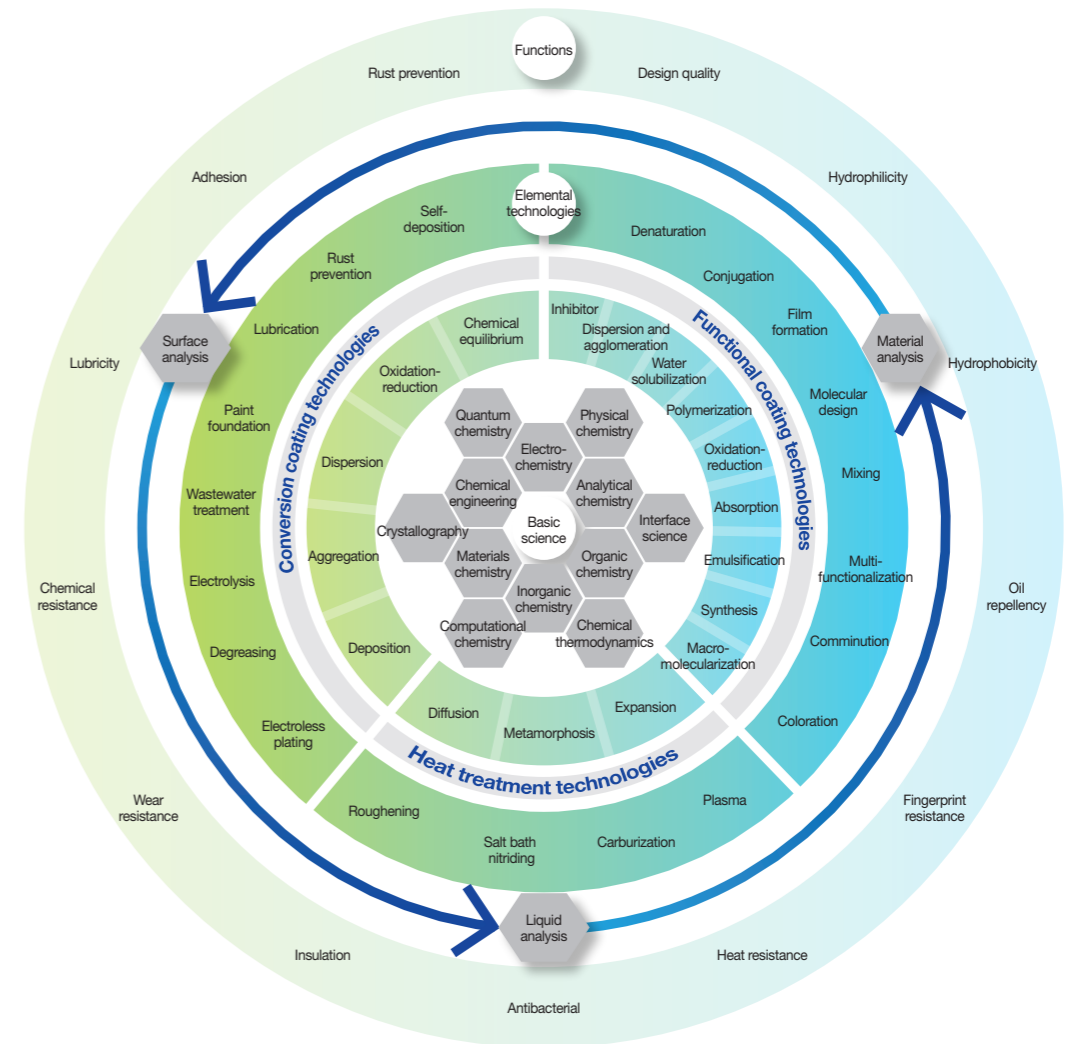 Functions
Rust prevention
Design quality
Adhesion
Hydrophilicity
Lubricity
Hydrophobicity
Chemical
resistance
Oil
repellency
Wear
resistance
Fingerprint
resistance
Insulation
Heat resistance
Antibacterial
Surface
analysis
Material
analysis
Liquid
analysis
Elemental
technologies
Self-
deposition
Rust
prevention
Lubrication
Paint
foundation
Wastewater
treatment
Electrolysis
Degreasing
Electroless
plating
Denaturation
Conjugation
Film
formation
Molecular
design
Mixing
Multi-
functionalization
Comminution
Coloration
Roughening
Salt bath
nitriding
Carburization
Plasma
Conversion coating technologies
Functional coating technologies
Heat treatment technologies
Chemical
equilibrium
Oxidation-
reduction
Dispersion
Aggregation
Deposition
Inhibitor
Dispersion and
agglomeration
Water
solubilization
Polymerization
Oxidation-
reduction
Absorption
Emulsification
Synthesis
Macro-
molecularization
Diffusion
Metamorphosis
Expansion
Quantum
chemistry
Physical
chemistry
Electro-
chemistry
Chemical
engineering
Analytical
chemistry
Crystallography
Basic
science
Interface
science
Materials
chemistry
Organic
chemistry
Inorganic
chemistry
Computational
chemistry
Chemical
thermodynamics